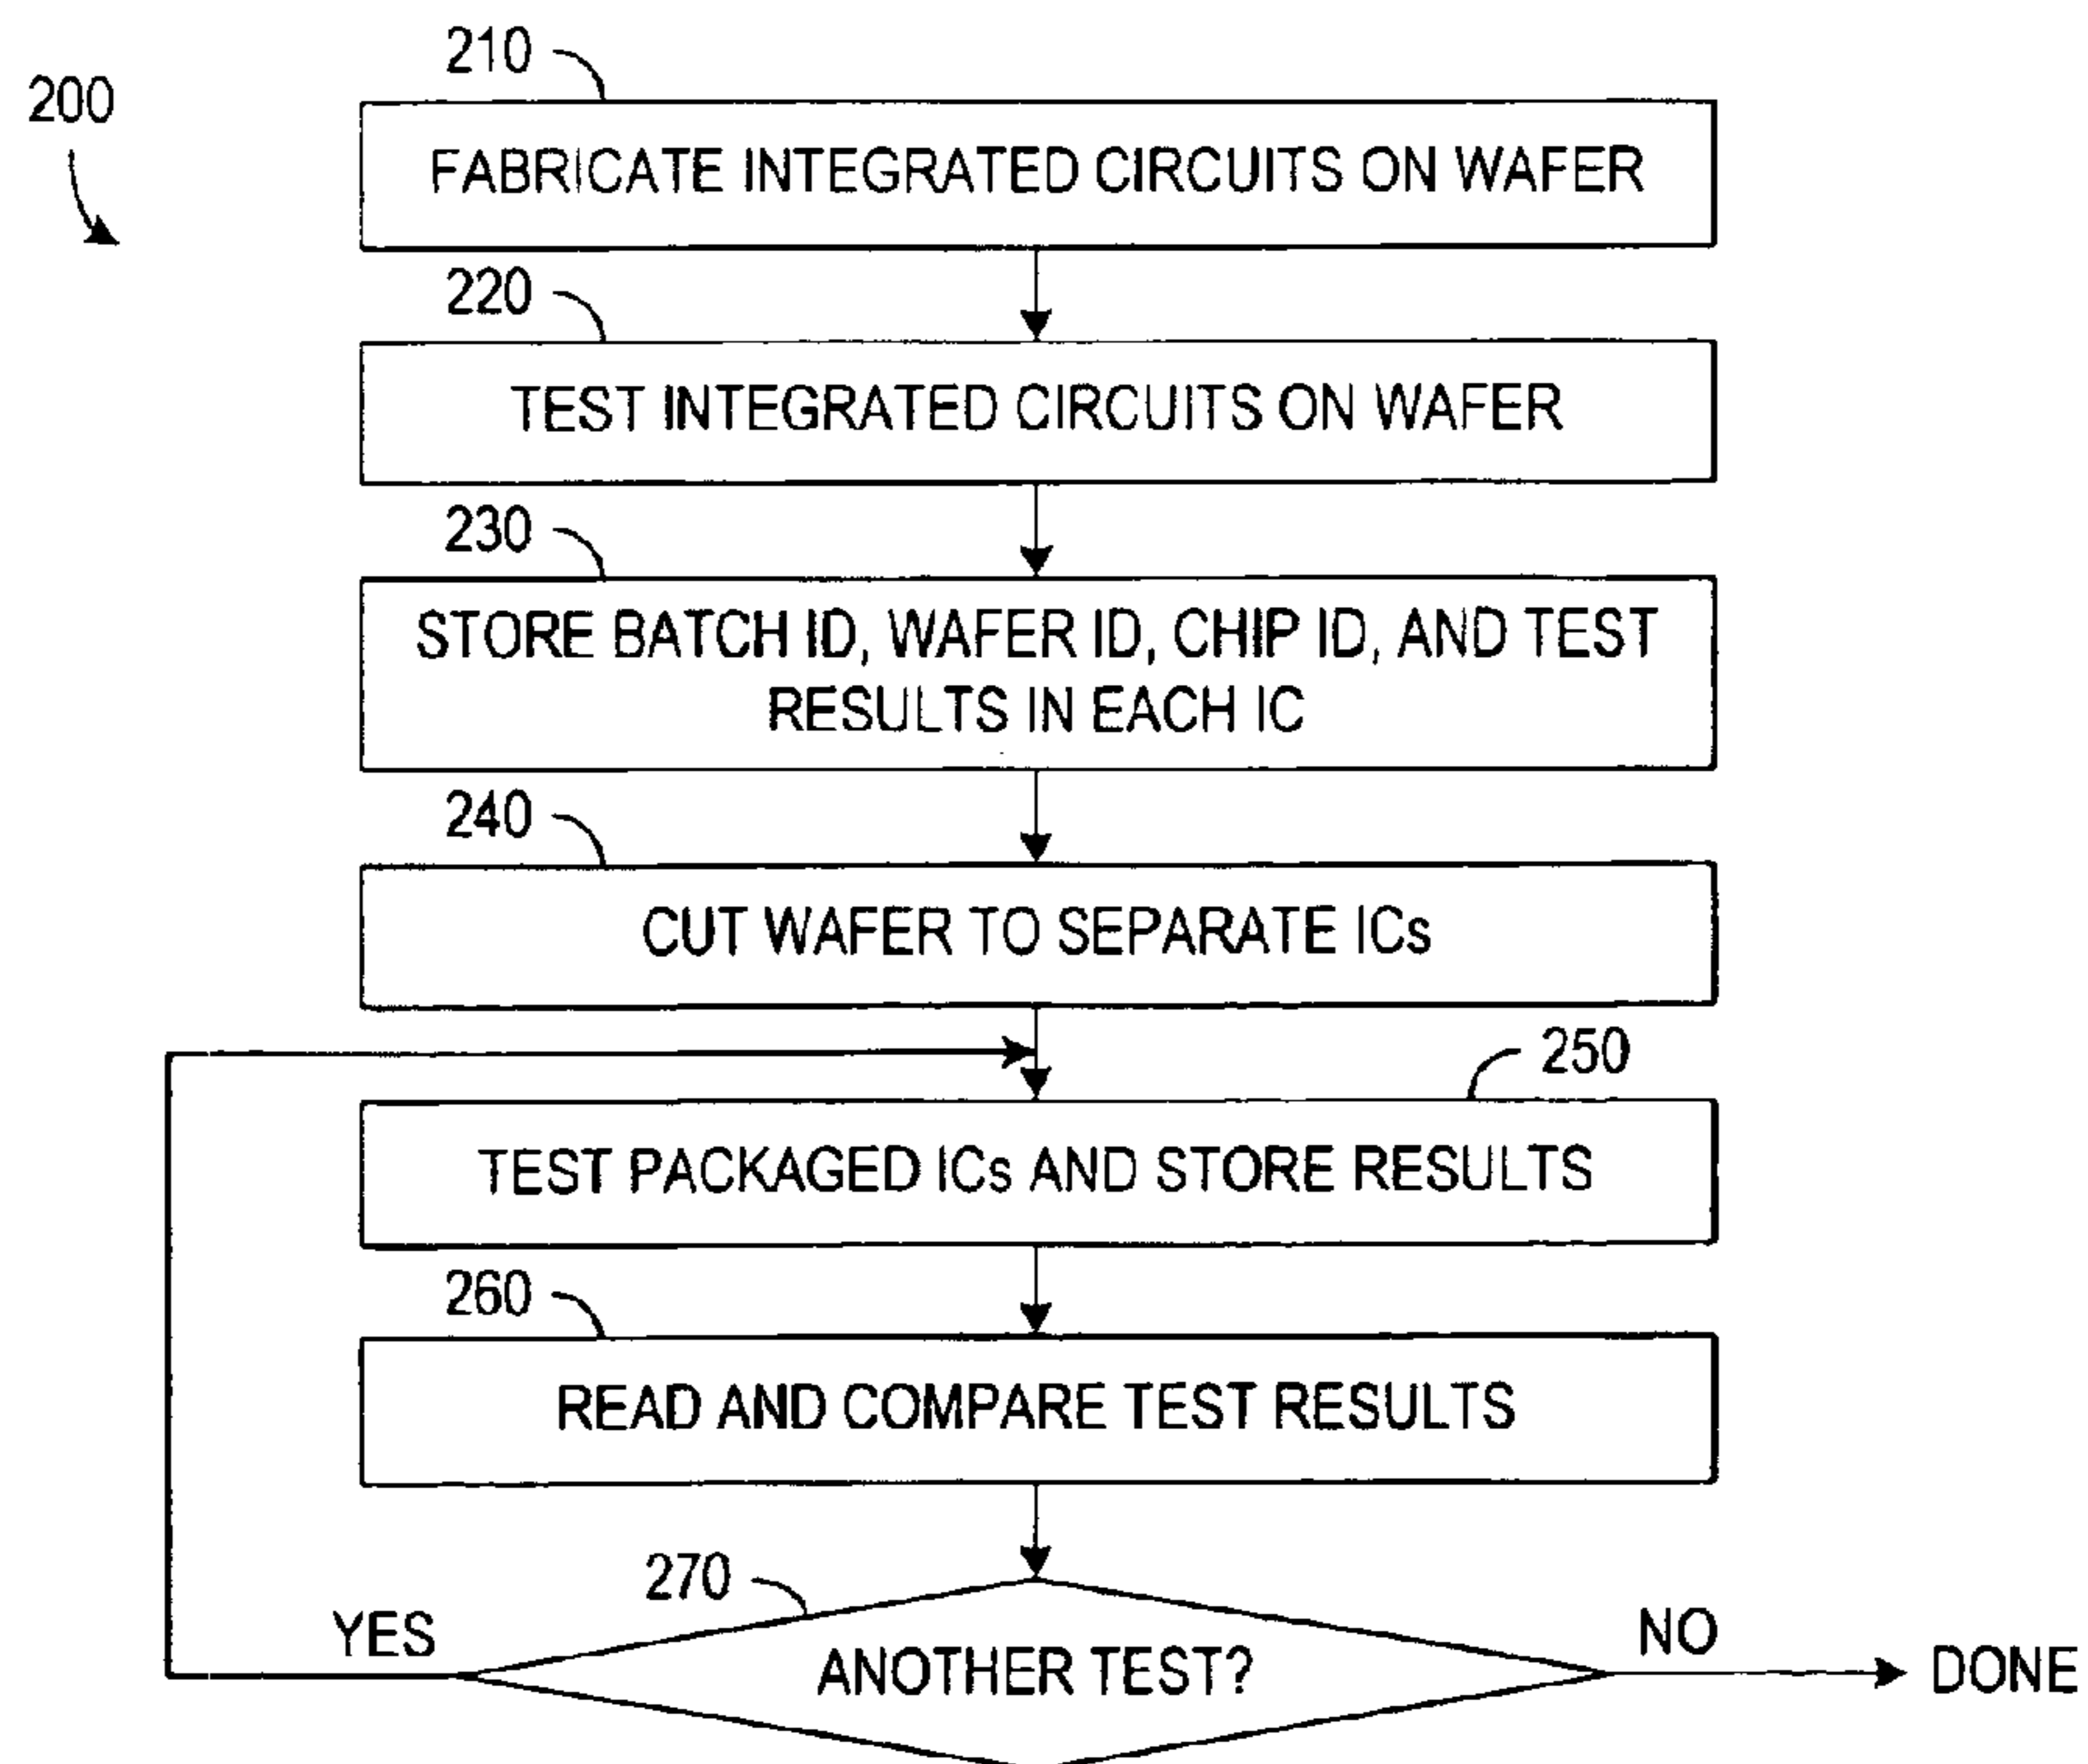 200
210
FABRICATE INTEGRATED CIRCUITS ON WAFER
220
TEST INTEGRATED CIRCUITS ON WAFER
230
STORE BATCH ID, WAFER ID, CHIP ID, AND TEST
RESULTS IN EACH IC
240
CUT WAFER TO SEPARATE ICs
250
TEST PACKAGED ICs AND STORE RESULTS
260
READ AND COMPARE TEST RESULTS
270
YES
ANOTHER TEST?
NO
DONE